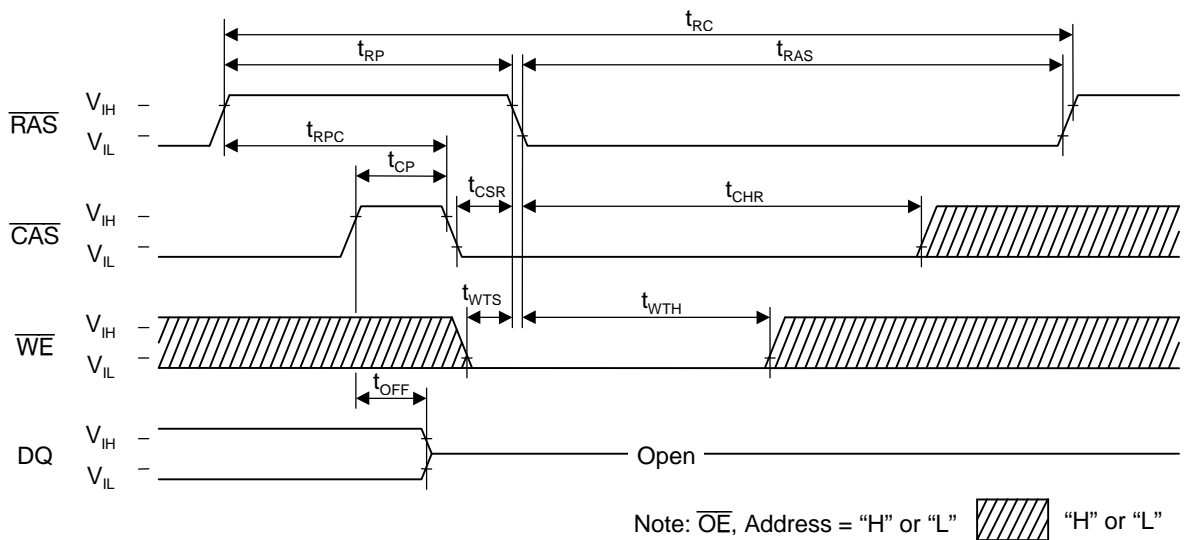 tRC
tRP
tRAS
RAS
VIH
VIL
tRPC
tCP
tCSR
tCHR
CAS
VIH
VIL
tWTS
tWTH
WE
VIH
VIL
tOFF
DQ
VIH
VIL
Open
Note: OE, Address = “H” or “L”
“H” or “L”